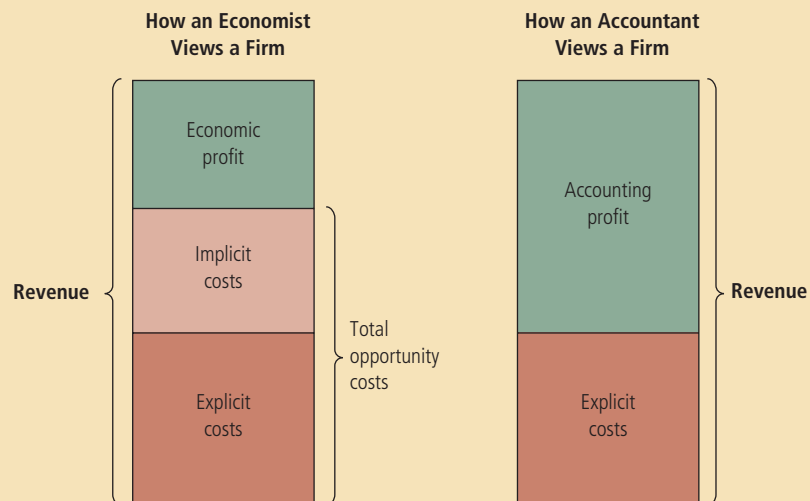 How an Economist
Views a Firm
Revenue
Economic
profit
Implicit
costs
Explicit
costs
Total
opportunity
costs
How an Accountant
Views a Firm
Accounting
profit
Explicit
costs
Revenue